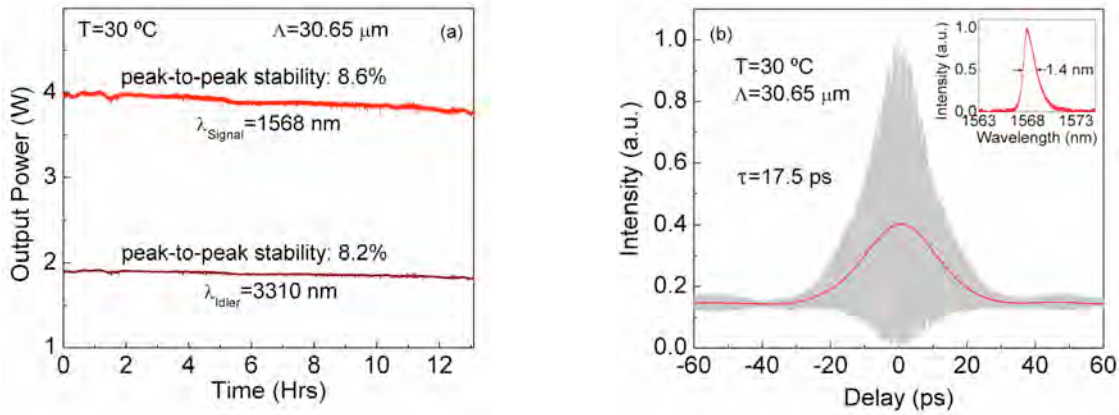 T=30 ºC Λ=30.65 μm (a)
peak-to-peak stability: 8.6%
λSignal=1568 nm
peak-to-peak stability: 8.2%
λIdler=3310 nm
Output Power (W)
4
3
2
1
0 2 4 6 8 10 12
Time (Hrs)
(b)
T=30 ºC
Λ=30.65 μm
τ=17.5 ps
Intensity (a.u.)
1.0
0.8
0.6
0.4
0.2
0.0
-60 -40 -20 0 20 40 60
Delay (ps)
Intensity (a.u.)
1.0
0.5
0.0
1.4 nm
1563 1568 1573
Wavelength (nm)